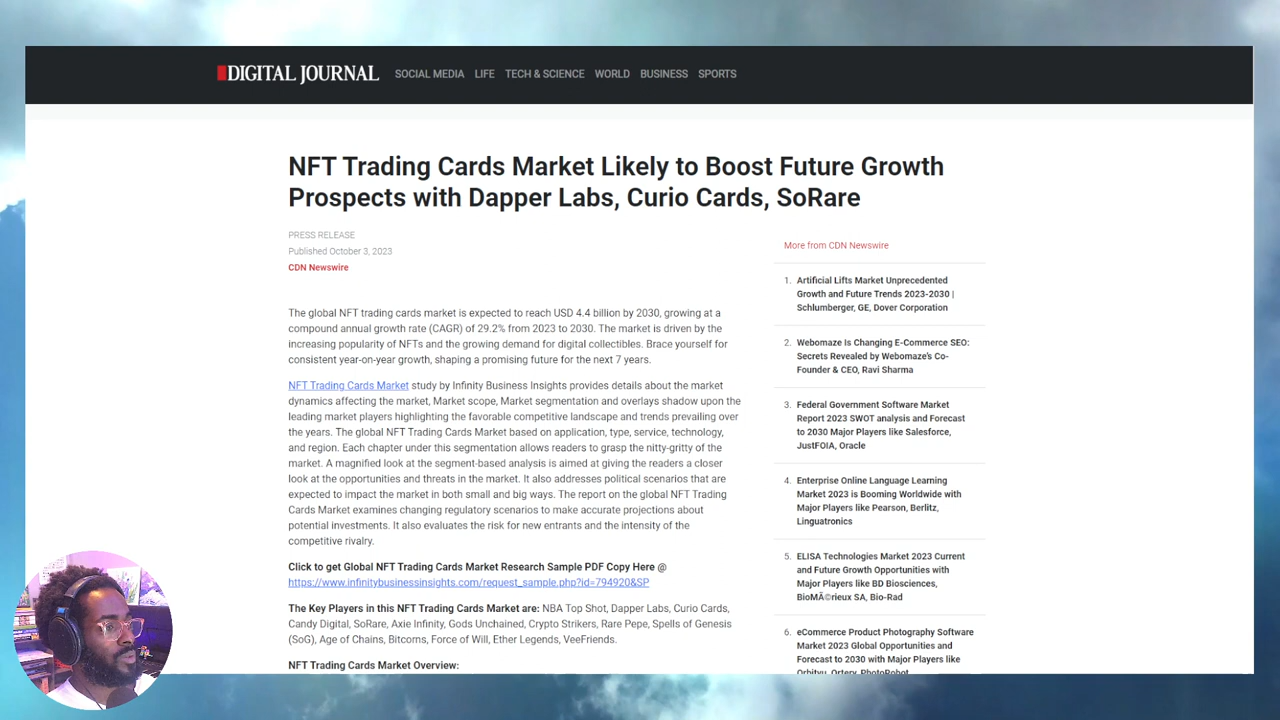 DIGITAL JOURNAL SOCIAL MEDIA LIFE TECH & SCIENCE WORLD BUSINESS SPORTS
NFT Trading Cards Market Likely to Boost Future Growth
Prospects with Dapper Labs, Curio Cards, SoRare
PRESS RELEASE
Published October 3, 2023
CDN Newswire
The global NFT trading cards market is expected to reach USD 4.4 billion by 2030, growing at a
compound annual growth rate (CAGR) of 29.2% from 2023 to 2030. The market is driven by the
increasing popularity of NFTs and the growing demand for digital collectibles. Brace yourself for
consistent year-on-year growth, shaping a promising future for the next 7 years.
NFT Trading Cards Market study by Infinity Business Insights provides details about the market
dynamics affecting the market, Market scope, Market segmentation and overlays shadow upon the
leading market players highlighting the favorable competitive landscape and trends prevailing over
the years. The global NFT Trading Cards Market based on application, type, service, technology,
and region. Each chapter under this segmentation allows readers to grasp the nitty-gritty of the
market. A magnified look at the segment-based analysis is aimed at giving the readers a closer
look at the opportunities and threats in the market. It also addresses political scenarios that are
expected to impact the market in both small and big ways. The report on the global NFT Trading
Cards Market examines changing regulatory scenarios to make accurate projections about
potential investments. It also evaluates the risk for new entrants and the intensity of the
competitive rivalry.
Click to get Global NFT Trading Cards Market Research Sample PDF Copy Here @
https://www.infinitybusinessinsights.com/request_sample.php?id=794920&SP
The Key Players in this NFT Trading Cards Market are: NBA Top Shot, Dapper Labs, Curio Cards,
Candy Digital, SoRare, Axie Infinity, Gods Unchained, Crypto Strikers, Rare Pepe, Spells of Genesis
(SoG), Age of Chains, Bitcorns, Force of Will, Ether Legends, VeeFriends.
NFT Trading Cards Market Overview:
More from CDN Newswire
1. Artificial Lifts Market Unprecedented
Growth and Future Trends 2023-2030 |
Schlumberger, GE, Dover Corporation
2. Webomaze Is Changing E-Commerce SEO:
Secrets Revealed by Webomaze's Co-
Founder & CEO, Ravi Sharma
3. Federal Government Software Market
Report 2023 SWOT analysis and Forecast
to 2030 Major Players like Salesforce,
JustFOIA, Oracle
4. Enterprise Online Language Learning
Market 2023 is Booming Worldwide with
Major Players like Pearson, Berlitz,
Linguatronics
5. ELISA Technologies Market 2023 Current
and Future Growth Opportunities with
Major Players like BD Biosciences,
BioMÃ©rieux SA, Bio-Rad
6. eCommerce Product Photography Software
Market 2023 Global Opportunities and
Forecast to 2030 with Major Players like
Orbitvu, Ortery, PhotoRobot